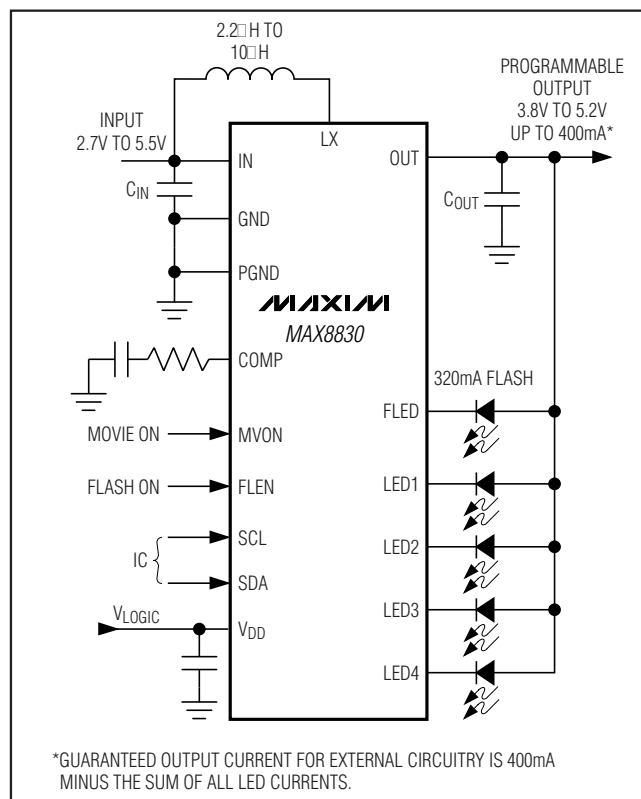 2.2□H TO
10□H
PROGRAMMABLE
OUTPUT
3.8V TO 5.2V
UP TO 400mA*
INPUT
2.7V TO 5.5V
LX
IN
OUT
CIN
COUT
GND
PGND
MAXIM
MAX8830
COMP
320mA FLASH
FLED
MOVIE ON
MVON
LED1
FLASH ON
FLEN
LED2
SCL
IC
SDA
LED3
VLOGIC
VDD
LED4
*GUARANTEED OUTPUT CURRENT FOR EXTERNAL CIRCUITRY IS 400mA
MINUS THE SUM OF ALL LED CURRENTS.